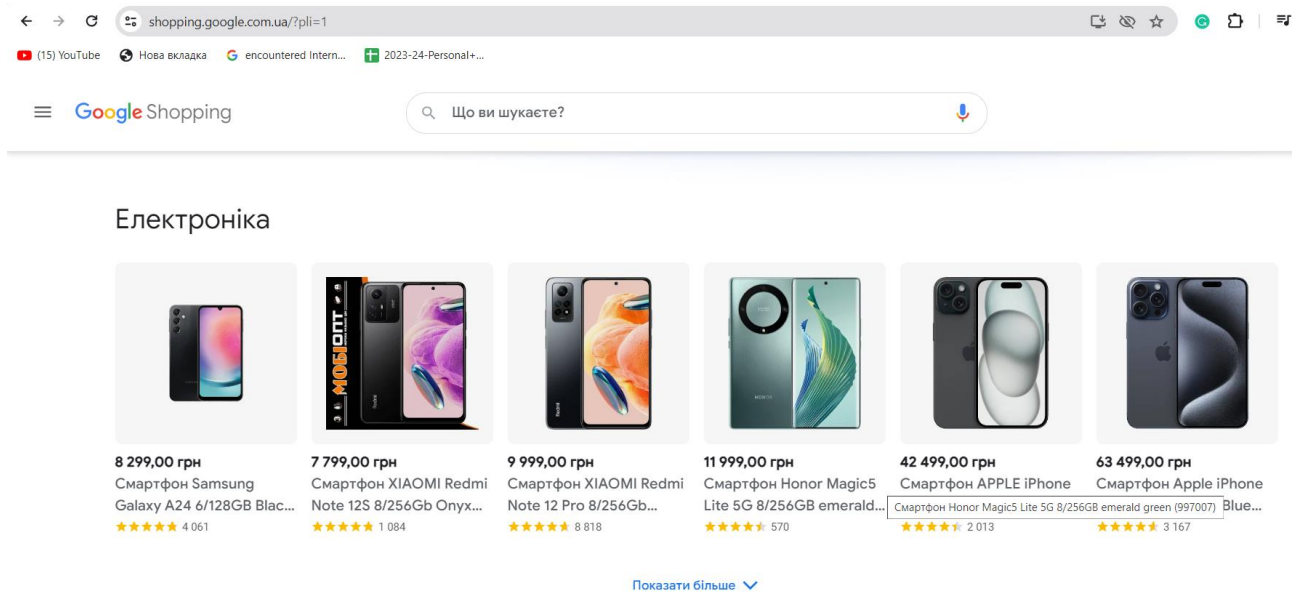 shopping.google.com.ua/?pli=1
(15) YouTube Нова вкладка encountered Intern... 2023-24-Personal+...
Google Shopping
Що ви шукаєте?
Електроніка
МОБІОПТ
Redmi
Redmi
HONOR
8 299,00 грн
Смартфон Samsung
Galaxy A24 6/128GB Blac...
4 061
7 799,00 грн
Смартфон XIAOMI Redmi
Note 12S 8/256Gb Onyx...
1 084
9 999,00 грн
Смартфон XIAOMI Redmi
Note 12 Pro 8/256Gb...
8 818
11 999,00 грн
Смартфон Honor Magic5
Lite 5G 8/256GB emerald...
570
42 499,00 грн
Смартфон APPLE iPhone
Смартфон Honor Magic5 Lite 5G 8/256GB emerald green (997007)
2 013
63 499,00 грн
Смартфон Apple iPhone
Blue...
3 167
Показати більше